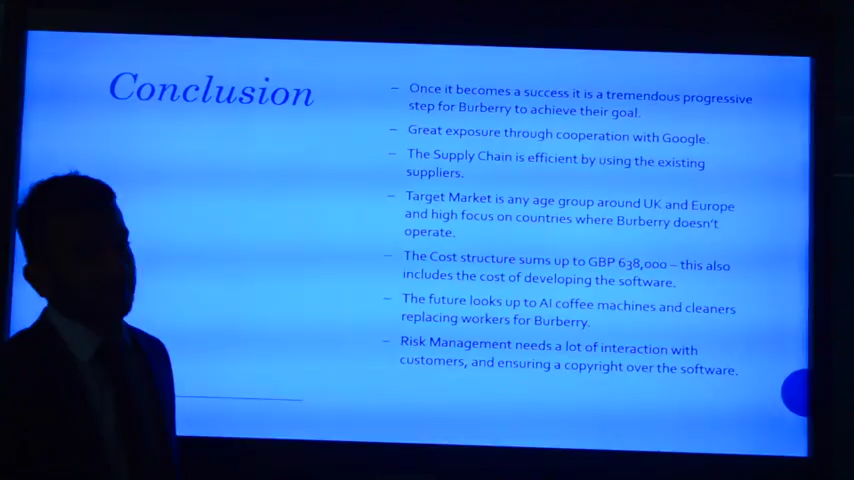 Conclusion
– Once it becomes a success it is a tremendous progressive
step for Burberry to achieve their goal.
– Great exposure through cooperation with Google.
– The Supply Chain is efficient by using the existing
suppliers.
– Target Market is any age group around UK and Europe
and high focus on countries where Burberry doesn't
operate.
– The Cost structure sums up to GBP 638,000 – this also
includes the cost of developing the software.
– The future looks up to AI coffee machines and cleaners
replacing workers for Burberry.
– Risk Management needs a lot of interaction with
customers, and ensuring a copyright over the software.